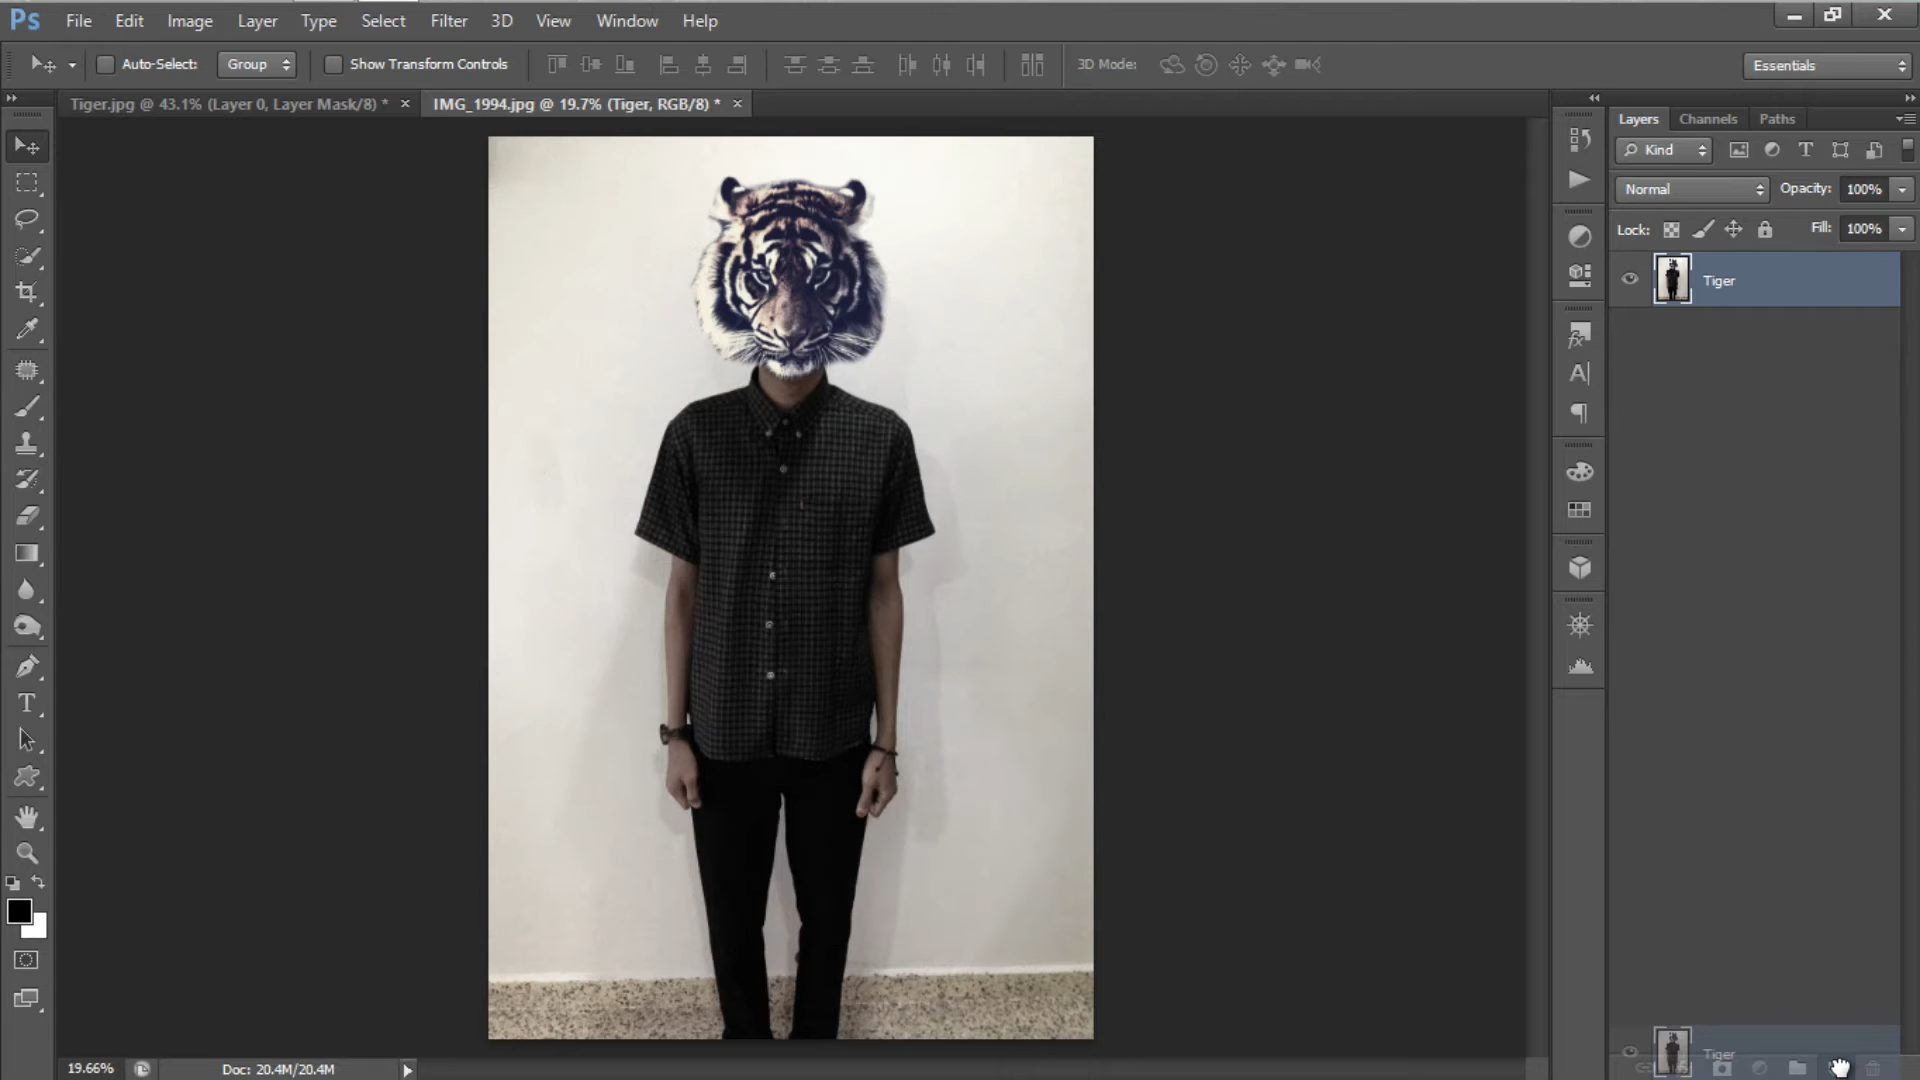 Ps File Edit Image Layer Type Select Filter 3D View Window Help
Auto-Select: Group Show Transform Controls 3D Mode: Essentials
Tiger.jpg @ 43.1% (Layer 0, Layer Mask/8) * × IMG_1994.jpg @ 19.7% (Tiger, RGB/8) * ×
Layers Channels Paths
Kind
Normal Opacity: 100%
Lock: Fill: 100%
Tiger
Tiger
19.66% Doc: 20.4M/20.4M